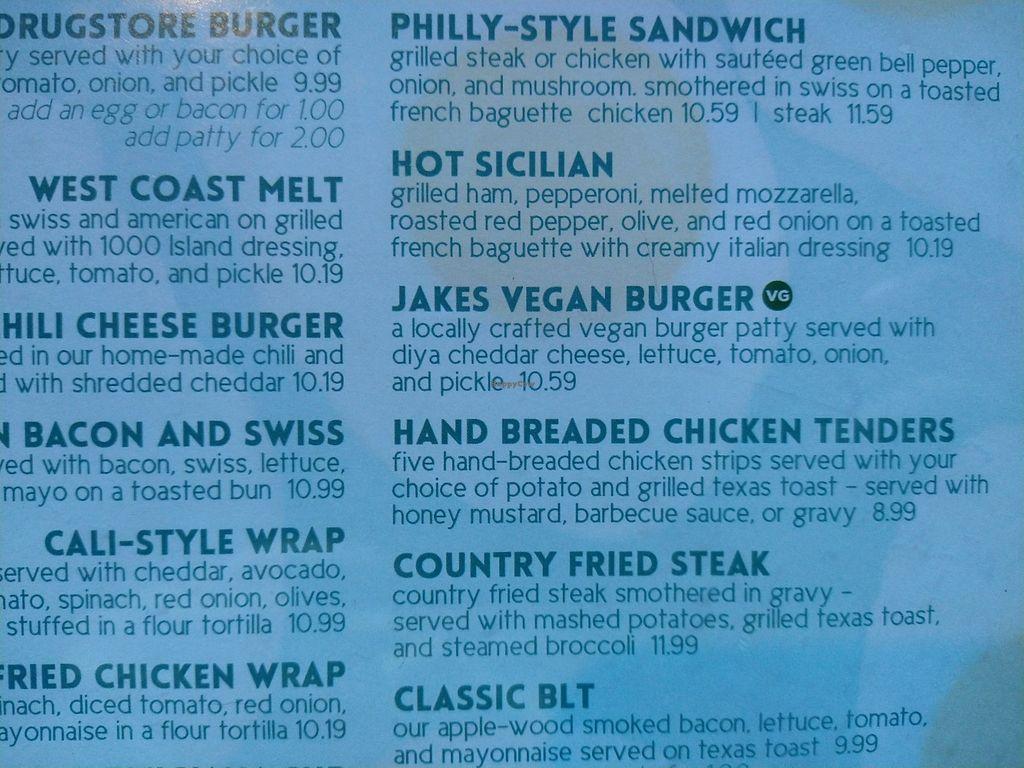 DRUGSTORE BURGER
served with your choice of
tomato, onion, and pickle 9.99
add an egg or bacon for 1.00
add patty for 2.00
WEST COAST MELT
swiss and american on grilled
served with 1000 Island dressing,
lettuce, tomato, and pickle 10.19
CHILI CHEESE BURGER
ed in our home-made chili and
with shredded cheddar 10.19
BACON AND SWISS
ved with bacon, swiss, lettuce,
mayo on a toasted bun 10.99
CALI-STYLE WRAP
served with cheddar, avocado,
mato, spinach, red onion, olives,
stuffed in a flour tortilla 10.99
FRIED CHICKEN WRAP
inach, diced tomato, red onion,
ayonnaise in a flour tortilla 10.19
PHILLY-STYLE SANDWICH
grilled steak or chicken with sautéed green bell pepper,
onion, and mushroom. smothered in swiss on a toasted
french baguette chicken 10.59 | steak 11.59
HOT SICILIAN
grilled ham, pepperoni, melted mozzarella,
roasted red pepper, olive, and red onion on a toasted
french baguette with creamy italian dressing 10.19
JAKES VEGAN BURGER VG
a locally crafted vegan burger patty served with
diya cheddar cheese, lettuce, tomato, onion,
and pickle 10.59
HAND BREADED CHICKEN TENDERS
five hand-breaded chicken strips served with your
choice of potato and grilled texas toast - served with
honey mustard, barbecue sauce, or gravy 8.99
COUNTRY FRIED STEAK
country fried steak smothered in gravy -
served with mashed potatoes, grilled texas toast,
and steamed broccoli 11.99
CLASSIC BLT
our apple-wood smoked bacon, lettuce, tomato,
and mayonnaise served on texas toast 9.99